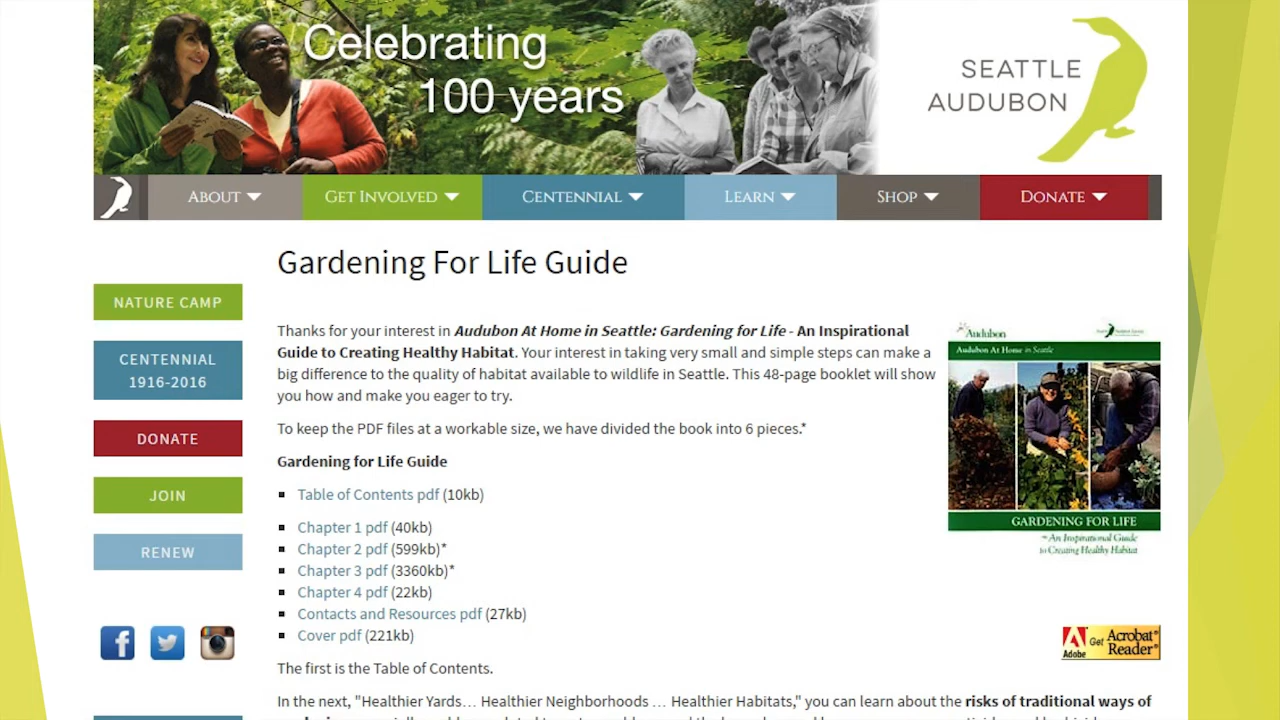 Celebrating
100 years
SEATTLE
AUDUBON
ABOUT
GET INVOLVED
CENTENNIAL
LEARN
SHOP
DONATE
NATURE CAMP
CENTENNIAL
1916-2016
DONATE
JOIN
RENEW
Gardening For Life Guide
Thanks for your interest in Audubon At Home in Seattle: Gardening for Life - An Inspirational
Guide to Creating Healthy Habitat. Your interest in taking very small and simple steps can make a
big difference to the quality of habitat available to wildlife in Seattle. This 48-page booklet will show
you how and make you eager to try.
To keep the PDF files at a workable size, we have divided the book into 6 pieces.*
Gardening for Life Guide
Table of Contents pdf (10kb)
Chapter 1 pdf (40kb)
Chapter 2 pdf (599kb)*
Chapter 3 pdf (3360kb)*
Chapter 4 pdf (22kb)
Contacts and Resources pdf (27kb)
Cover pdf (221kb)
The first is the Table of Contents.
In the next, "Healthier Yards… Healthier Neighborhoods … Healthier Habitats," you can learn about the risks of traditional ways of
Audubon
Audubon At Home in Seattle
GARDENING FOR LIFE
An Inspirational Guide
to Creating Healthy Habitat
Adobe
Get Acrobat®
Reader®